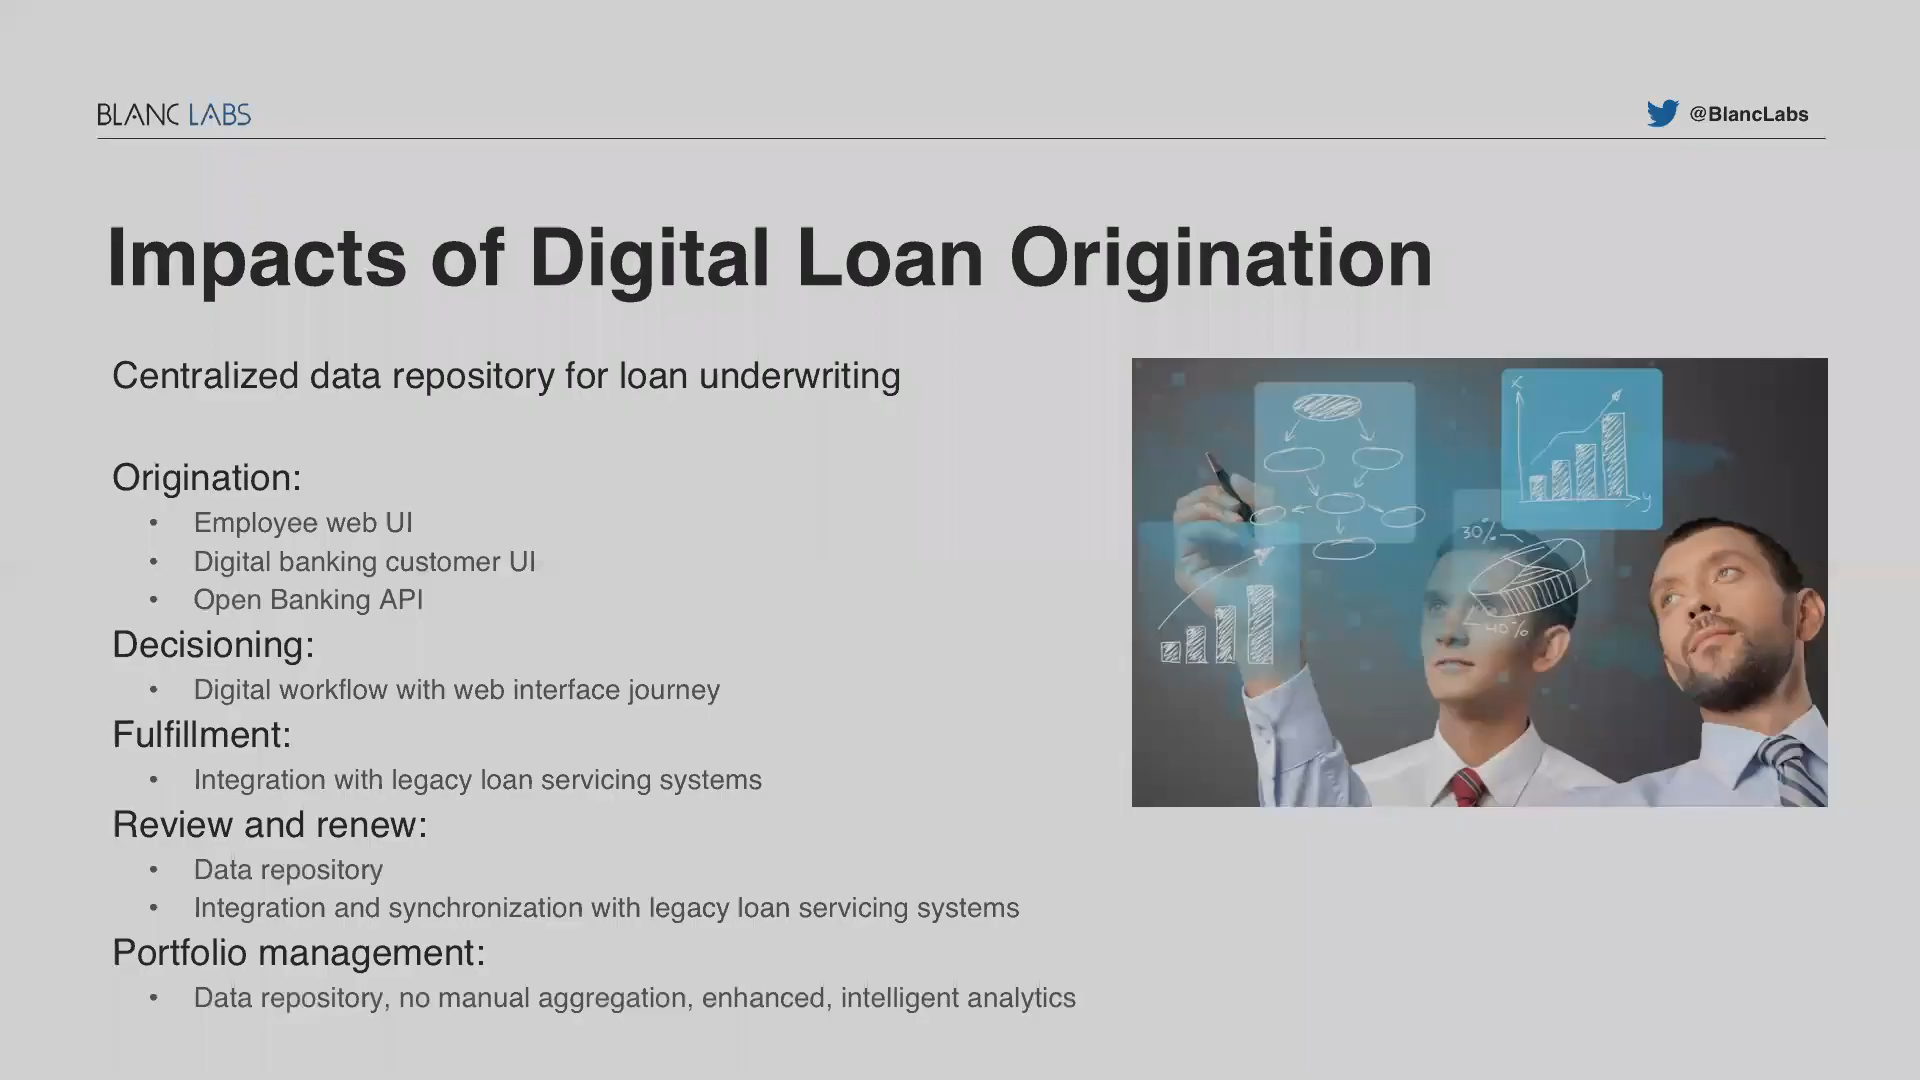 BLANC LABS
@BlancLabs
Impacts of Digital Loan Origination
Centralized data repository for loan underwriting
Origination:
• Employee web UI
• Digital banking customer UI
• Open Banking API
Decisioning:
• Digital workflow with web interface journey
Fulfillment:
• Integration with legacy loan servicing systems
Review and renew:
• Data repository
• Integration and synchronization with legacy loan servicing systems
Portfolio management:
• Data repository, no manual aggregation, enhanced, intelligent analytics
x
y
30%
40%